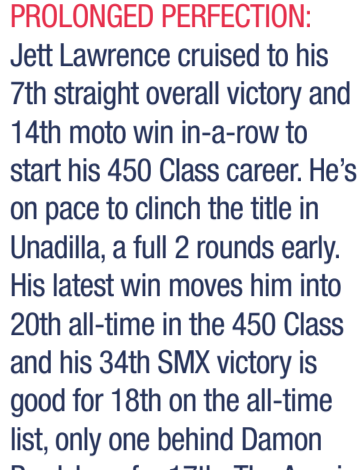 PROLONGED PERFECTION:
Jett Lawrence cruised to his
7th straight overall victory and
14th moto win in-a-row to
start his 450 Class career. He's
on pace to clinch the title in
Unadilla, a full 2 rounds early.
His latest win moves him into
20th all-time in the 450 Class
and his 34th SMX victory is
good for 18th on the all-time
list, only one behind Damon